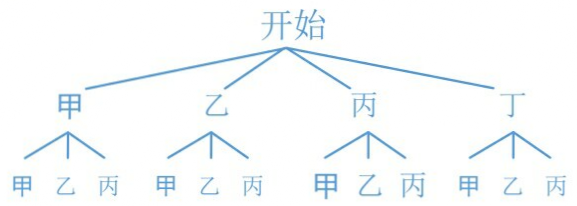 开始
甲 乙 丙 丁
甲 乙 丙 甲 乙 丙 甲 乙 丙 甲 乙 丙